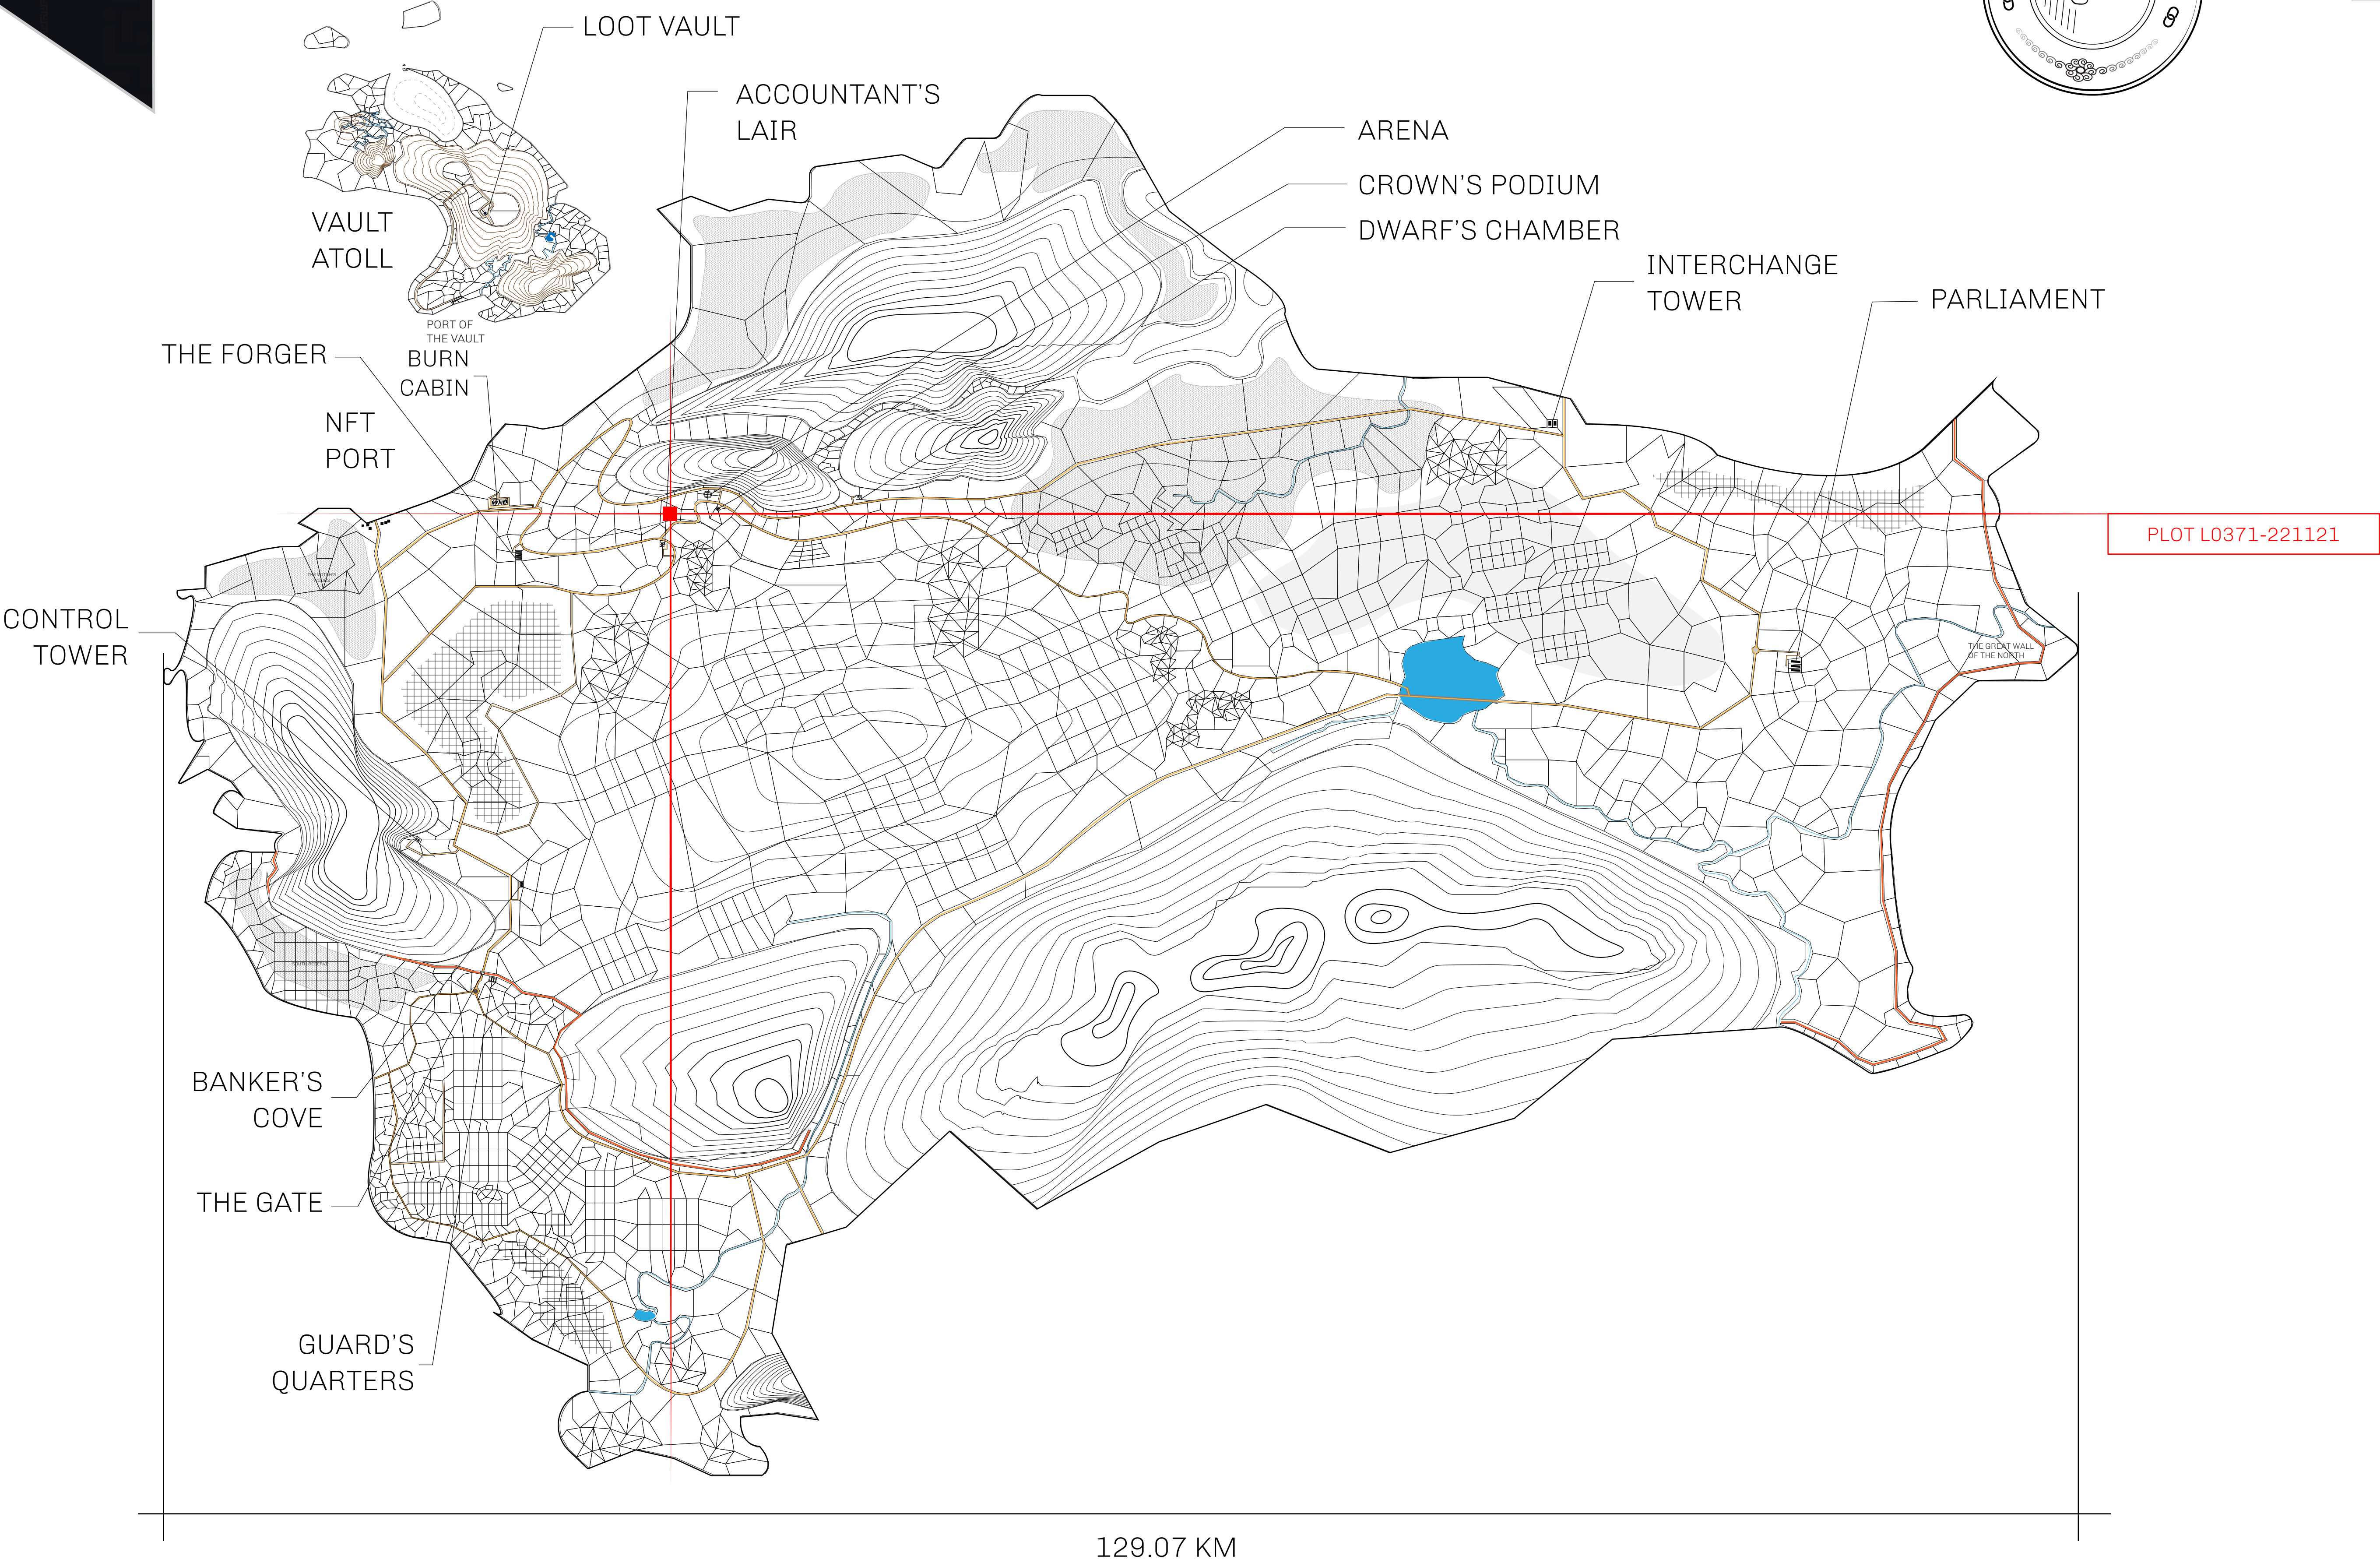 LOOT VAULT
ACCOUNTANT'S
LAIR
ARENA
CROWN'S PODIUM
DWARF'S CHAMBER
INTERCHANGE
TOWER
PARLIAMENT
VAULT
ATOLL
PORT OF
THE VAULT
THE FORGER
BURN
CABIN
NFT
PORT
PLOT L0371-221121
CONTROL
TOWER
THE GREAT WALL
OF THE NORTH
SOUTH RESERVE
BANKER'S
COVE
THE GATE
GUARD'S
QUARTERS
129.07 KM